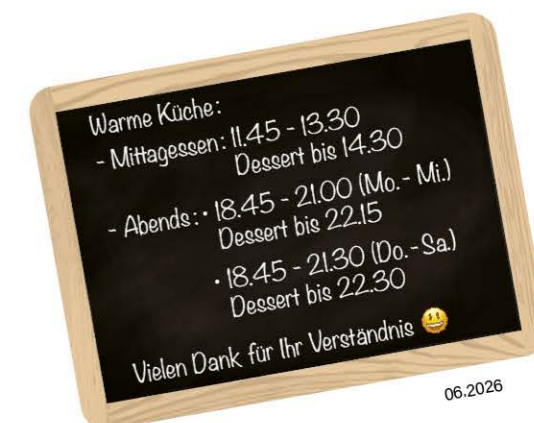 Warme Küche:
- Mittagessen: 11.45 - 13.30
Dessert bis 14.30
- Abends: • 18.45 - 21.00 (Mo. - Mi.)
Dessert bis 22.15
• 18.45 - 21.30 (Do. - Sa.)
Dessert bis 22.30
Vielen Dank für Ihr Verständnis 😃
06.2026